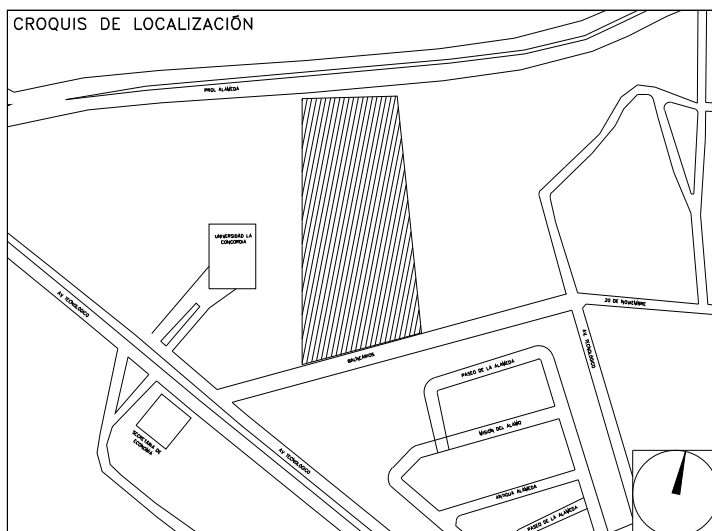 CROQUIS DE LOCALIZACIÓN
PROL ALAMEDA
UNIVERSIDAD LA
CONCORDIA
AV. TECNOLOGICO
20 DE NOVIEMBRE
BALNEARIOS
AV. TECNOLOGICO
PASEO DE LA ALAMEDA
MISION DEL ALAMO
SECRETARIA DE
ECONOMIA
AV. TECNOLOGICO
ANTIGUA ALAMEDA
PASEO DE LA ALAMEDA